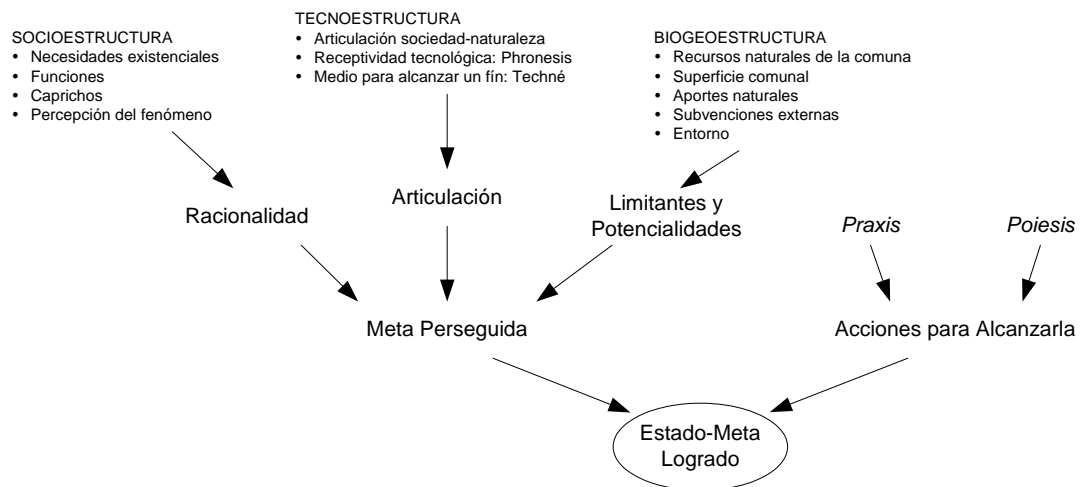 SOCIOESTRUCTURA
• Necesidades existenciales
• Funciones
• Caprichos
• Percepción del fenómeno
TECNOESTRUCTURA
• Articulación sociedad-naturaleza
• Receptividad tecnológica: Phronesis
• Medio para alcanzar un fín: Techné
BIOGEOESTRUCTURA
• Recursos naturales de la comuna
• Superficie comunal
• Aportes naturales
• Subvenciones externas
• Entorno
Racionalidad
Articulación
Limitantes y
Potencialidades
Praxis
Poiesis
Meta Perseguida
Acciones para Alcanzarla
Estado-Meta
Logrado